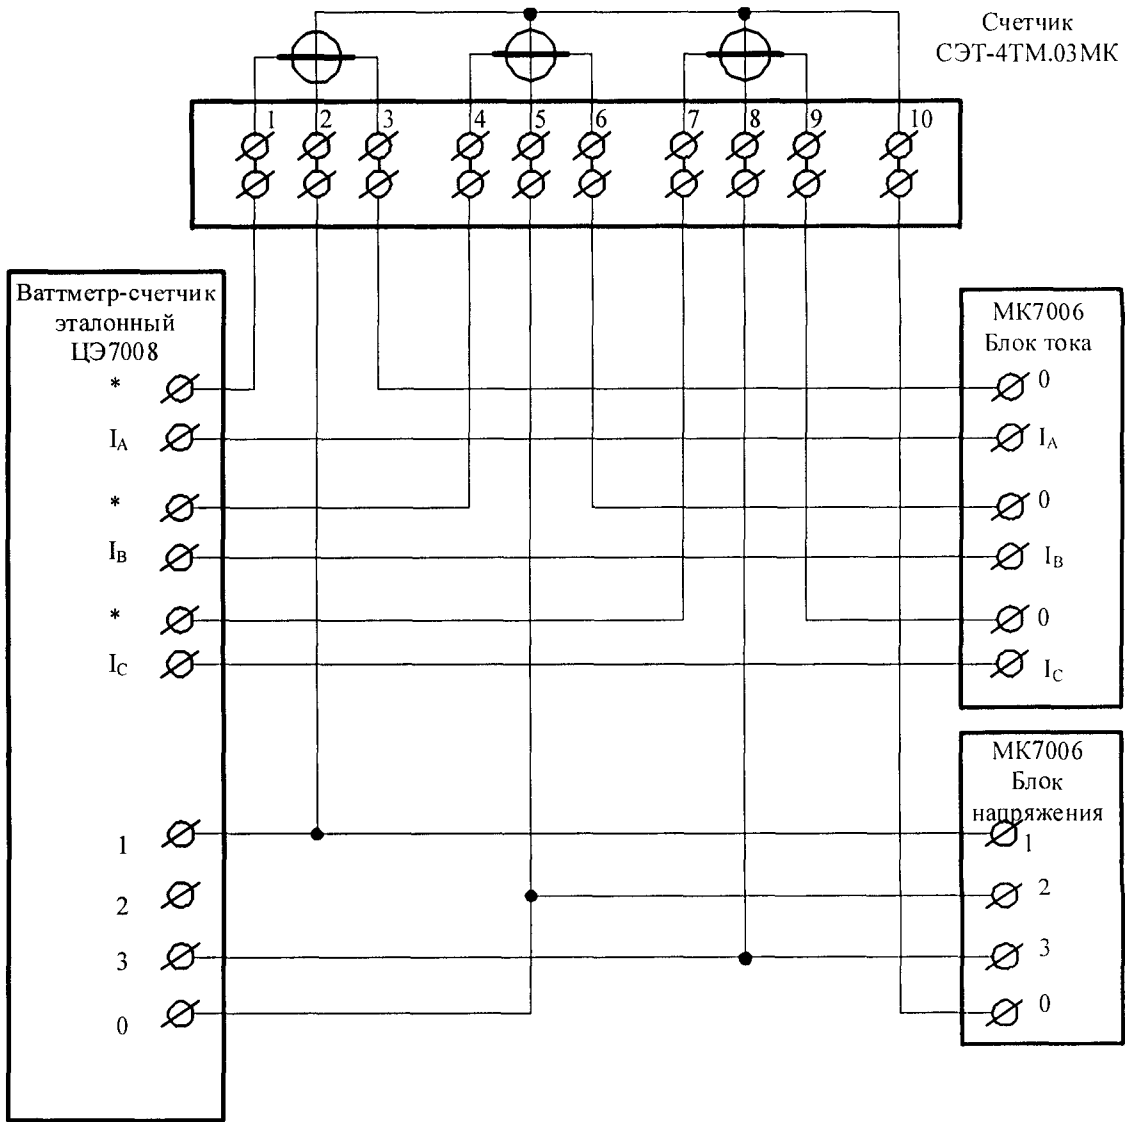 Счетчик
СЭТ-4ТМ.03МК
1 2 3 4 5 6 7 8 9 10
Ваттметр-счетчик
эталонный
ЦЭ7008
*
IA
*
IB
*
IC
1
2
3
0
МК7006
Блок тока
0
IA
0
IB
0
IC
МК7006
Блок
напряжения
1
2
3
0